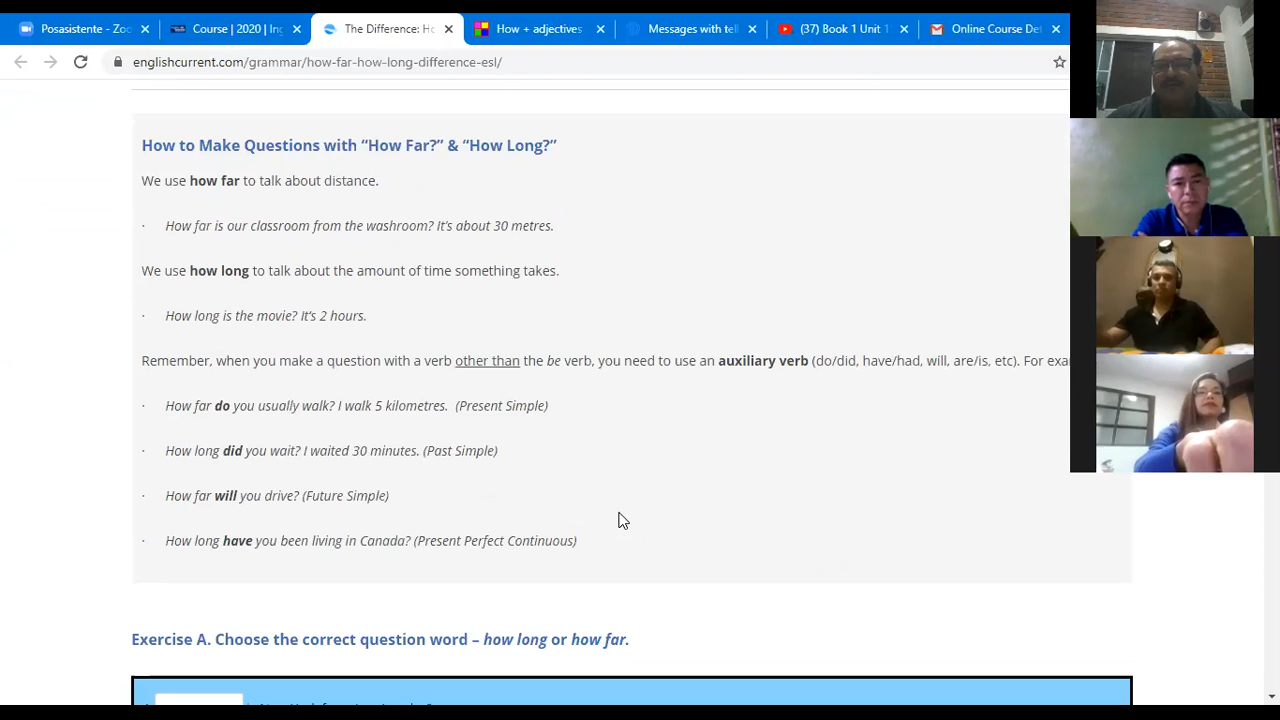 Posasistente - Zoo
Course | 2020 | Ing
The Difference: Ho
How + adjectives
Messages with tell
(37) Book 1 Unit 1
Online Course Det
englishcurrent.com/grammar/how-far-how-long-difference-esl/
How to Make Questions with “How Far?” & “How Long?”
We use how far to talk about distance.
· How far is our classroom from the washroom? It’s about 30 metres.
We use how long to talk about the amount of time something takes.
· How long is the movie? It’s 2 hours.
Remember, when you make a question with a verb other than the be verb, you need to use an auxiliary verb (do/did, have/had, will, are/is, etc). For exa
· How far do you usually walk? I walk 5 kilometres. (Present Simple)
· How long did you wait? I waited 30 minutes. (Past Simple)
· How far will you drive? (Future Simple)
· How long have you been living in Canada? (Present Perfect Continuous)
Exercise A. Choose the correct question word – how long or how far.